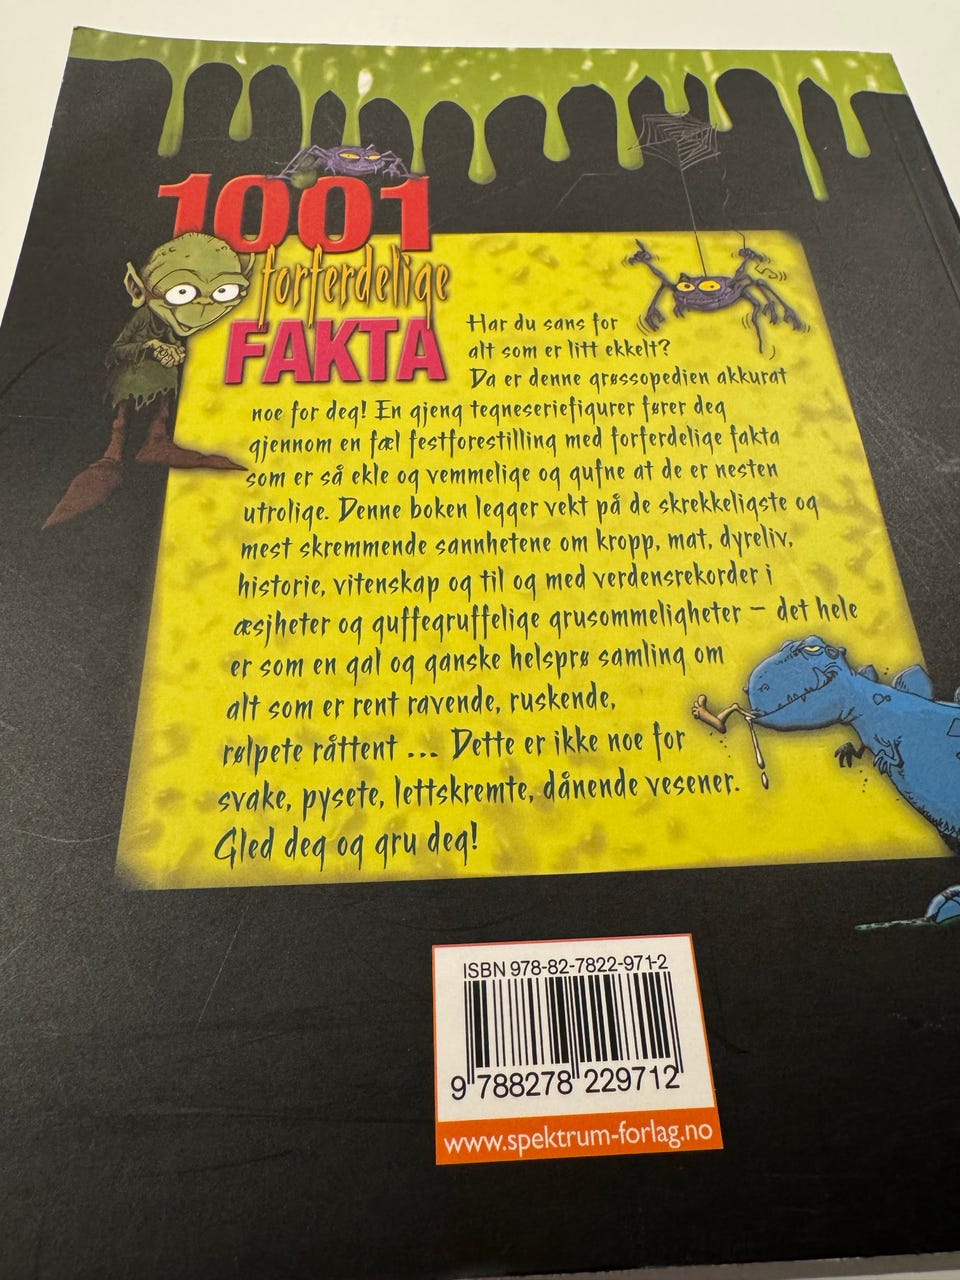 1001
forferdelige
FAKTA
Har du sans for
alt som er litt ekkelt?
Da er denne grøssopedien akkurat
noe for deg! En gjeng tegneseriefigurer fører deg
gjennom en fæl festforestilling med forferdelige fakta
som er så ekle og vemmelige og gufne at de er nesten
utrolige. Denne boken legger vekt på de skrekkeligste og
mest skremmende sannhetene om kropp, mat, dyreliv,
historie, vitenskap og til og med verdensrekorder i
æsjheter og guffegruffelige grusommeligheter – det hele
er som en gal og ganske helsprø samling om
alt som er rent ravende, ruskende,
rølpete råttent ... Dette er ikke noe for
svake, pysete, lettskremte, dånende vesener.
Gled deg og gru deg!
ISBN 978-82-7822-971-2
9 788278 229712
www.spektrum-forlag.no